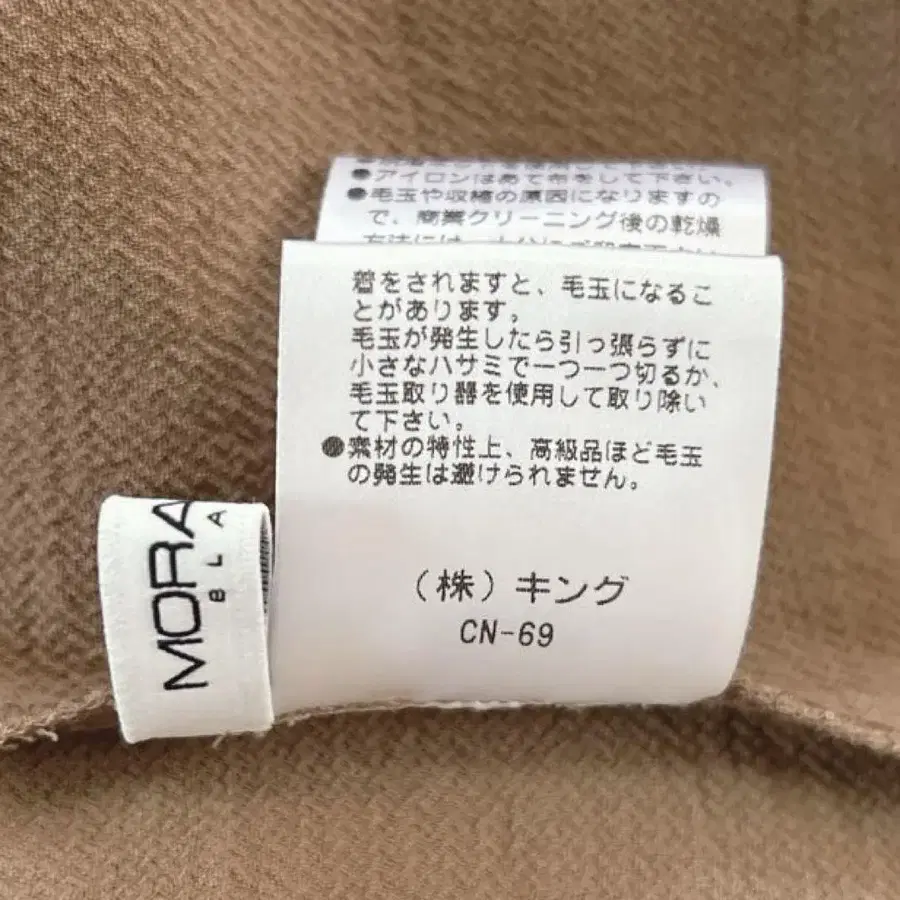 ●アイロンはあて布をして下さい。
●毛玉や収縮の原因になりますの
で、商業クリーニング後の乾燥
着をされますと、毛玉になるこ
とがあります。
毛玉が発生したら引っ張らずに
小さなハサミで一つ一つ切るか、
毛玉取り器を使用して取り除い
て下さい。
●素材の特性上、高級品ほど毛玉
の発生は避けられません。
(株)キング
CN-69
MORA
BLA